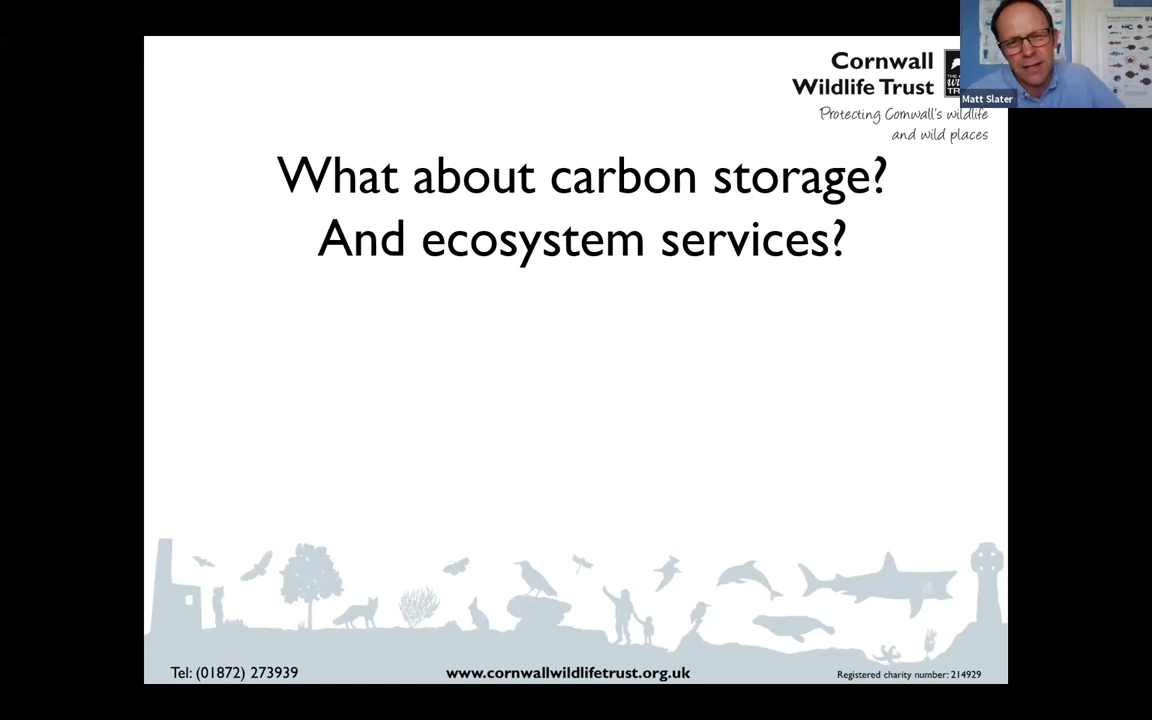 Cornwall
Wildlife Trust
Matt Slater
Protecting Cornwall's wildlife
and wild places
What about carbon storage?
And ecosystem services?
Tel: (01872) 273939
www.cornwallwildlifetrust.org.uk
Registered charity number: 214929